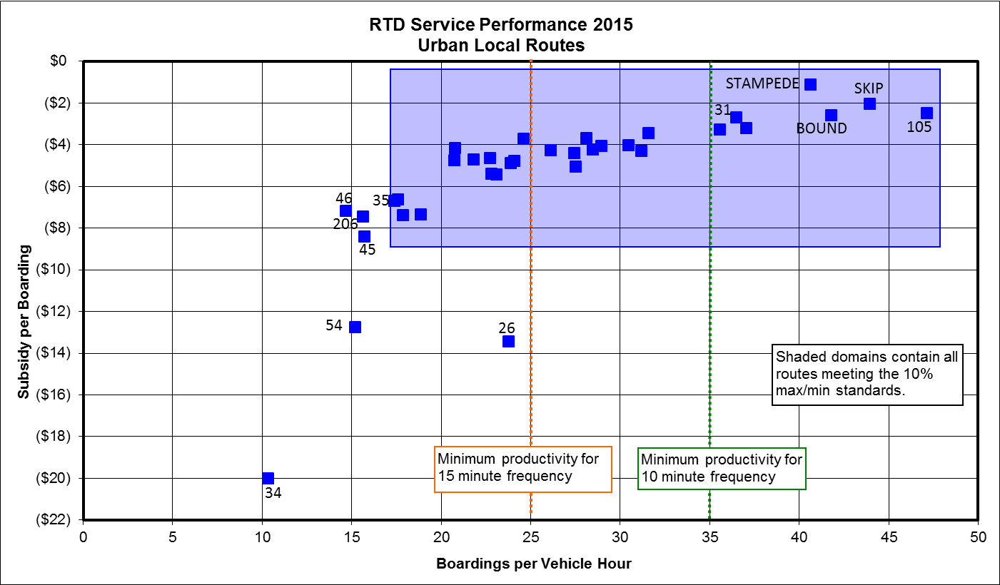 RTD Service Performance 2015
Urban Local Routes
$0
($2)
($4)
($6)
($8)
($10)
($12)
($14)
($16)
($18)
($20)
($22)
Subsidy per Boarding
STAMPEDE
SKIP
31
BOUND
105
46
35
206
45
54
26
34
Shaded domains contain all
routes meeting the 10%
max/min standards.
Minimum productivity for
15 minute frequency
Minimum productivity for
10 minute frequency
0
5
10
15
20
25
30
35
40
45
50
Boardings per Vehicle Hour